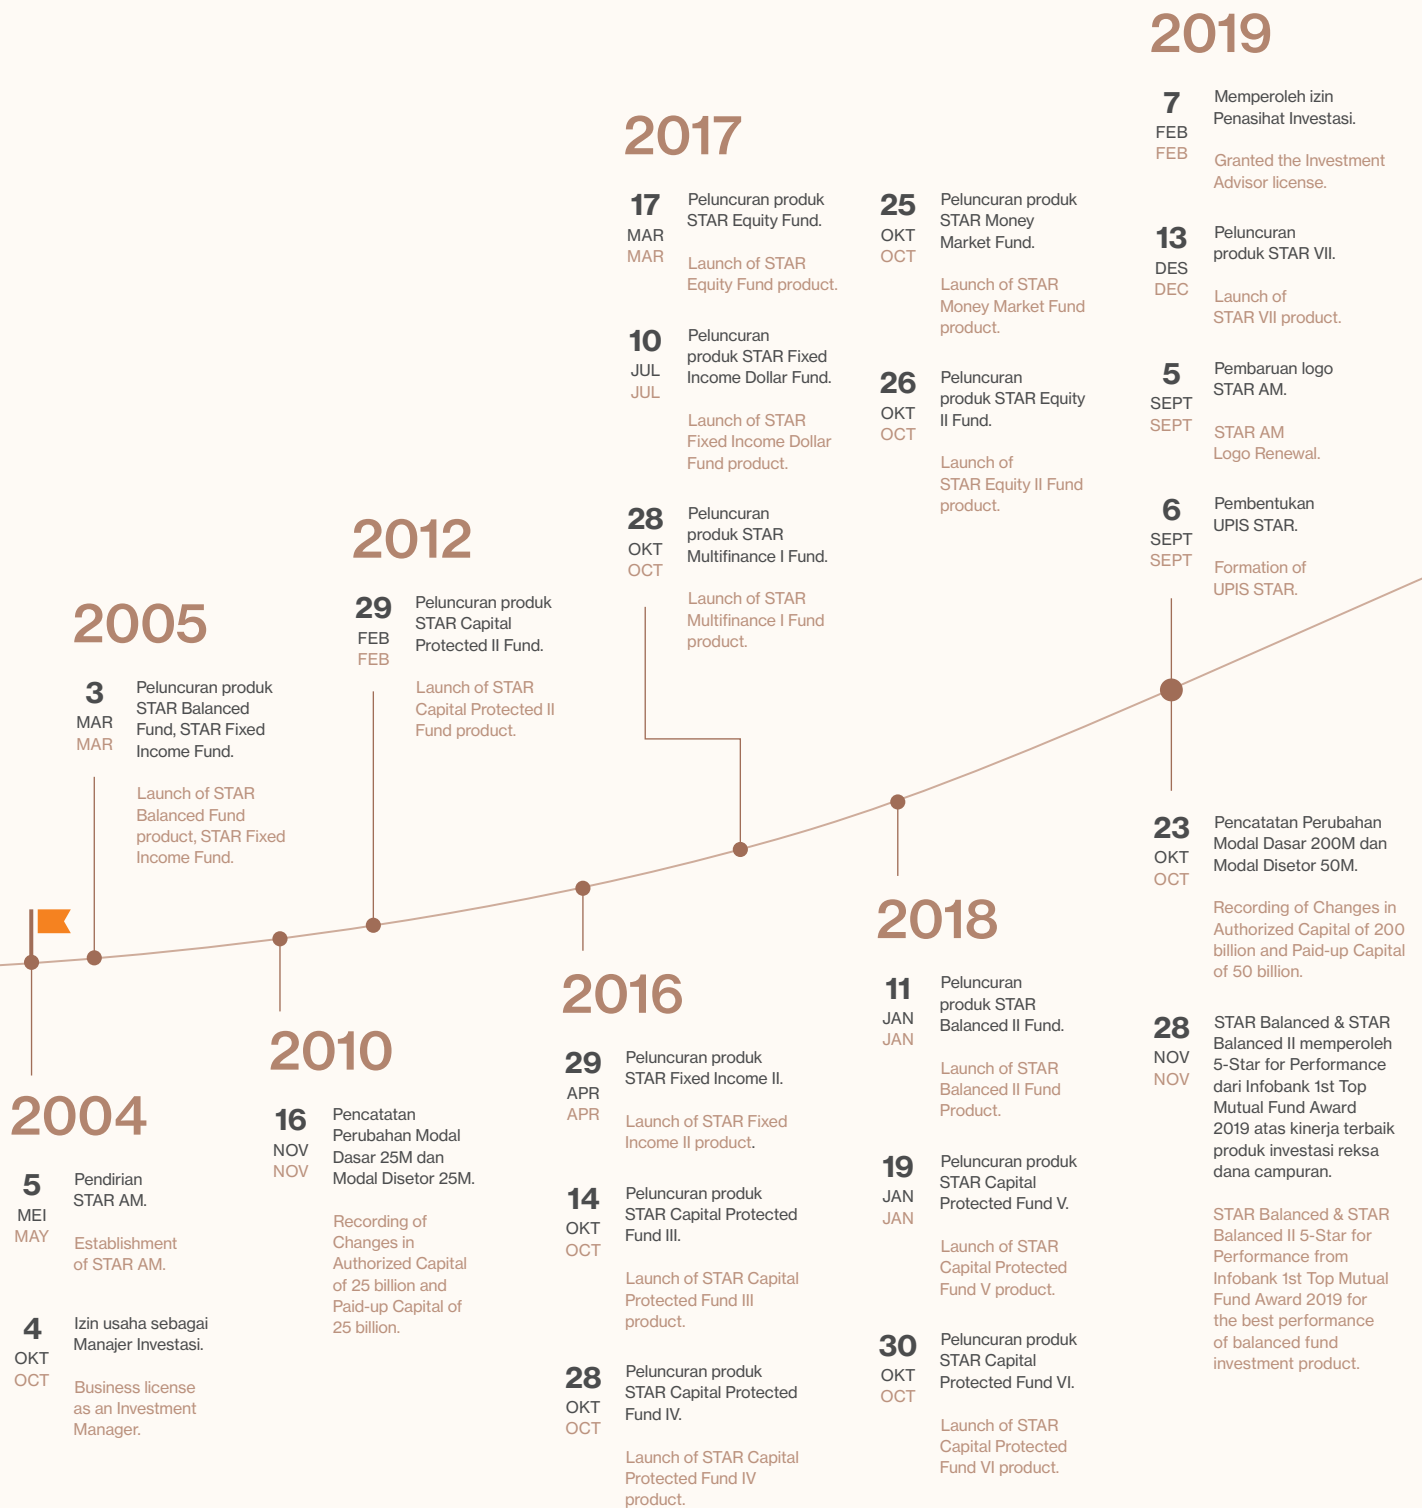 2004
5
MEI
MAY
Pendirian
STAR AM.
Establishment
of STAR AM.
4
OKT
OCT
Izin usaha sebagai
Manajer Investasi.
Business license
as an Investment
Manager.
2005
3
MAR
MAR
Peluncuran produk
STAR Balanced
Fund, STAR Fixed
Income Fund.
Launch of STAR
Balanced Fund
product, STAR Fixed
Income Fund.
2010
16
NOV
NOV
Pencatatan
Perubahan Modal
Dasar 25M dan
Modal Disetor 25M.
Recording of
Changes in
Authorized Capital
of 25 billion and
Paid-up Capital of
25 billion.
2012
29
FEB
FEB
Peluncuran produk
STAR Capital
Protected II Fund.
Launch of STAR
Capital Protected II
Fund product.
2016
29
APR
APR
Peluncuran produk
STAR Fixed Income II.
Launch of STAR Fixed
Income II product.
14
OKT
OCT
Peluncuran produk
STAR Capital Protected
Fund III.
Launch of STAR Capital
Protected Fund III
product.
28
OKT
OCT
Peluncuran produk
STAR Capital Protected
Fund IV.
Launch of STAR Capital
Protected Fund IV
product.
2017
17
MAR
MAR
Peluncuran produk
STAR Equity Fund.
Launch of STAR
Equity Fund product.
10
JUL
JUL
Peluncuran
produk STAR Fixed
Income Dollar Fund.
Launch of STAR
Fixed Income Dollar
Fund product.
28
OKT
OCT
Peluncuran
produk STAR
Multifinance I Fund.
Launch of STAR
Multifinance I Fund
product.
25
OKT
OCT
Peluncuran produk
STAR Money
Market Fund.
Launch of STAR
Money Market Fund
product.
26
OKT
OCT
Peluncuran
produk STAR Equity
II Fund.
Launch of
STAR Equity II Fund
product.
2018
11
JAN
JAN
Peluncuran
produk STAR
Balanced II Fund.
Launch of STAR
Balanced II Fund
Product.
19
JAN
JAN
Peluncuran produk
STAR Capital
Protected Fund V.
Launch of STAR
Capital Protected
Fund V product.
30
OKT
OCT
Peluncuran produk
STAR Capital
Protected Fund VI.
Launch of STAR
Capital Protected
Fund VI product.
2019
7
FEB
FEB
Memperoleh izin
Penasihat Investasi.
Granted the Investment
Advisor license.
13
DES
DEC
Peluncuran
produk STAR VII.
Launch of
STAR VII product.
5
SEPT
SEPT
Pembaruan logo
STAR AM.
STAR AM
Logo Renewal.
6
SEPT
SEPT
Pembentukan
UPIS STAR.
Formation of
UPIS STAR.
23
OKT
OCT
Pencatatan Perubahan
Modal Dasar 200M dan
Modal Disetor 50M.
Recording of Changes in
Authorized Capital of 200
billion and Paid-up Capital
of 50 billion.
28
NOV
NOV
STAR Balanced & STAR
Balanced II memperoleh
5-Star for Performance
dari Infobank 1st Top
Mutual Fund Award
2019 atas kinerja terbaik
produk investasi reksa
dana campuran.
STAR Balanced & STAR
Balanced II 5-Star for
Performance from
Infobank 1st Top Mutual
Fund Award 2019 for
the best performance
of balanced fund
investment product.